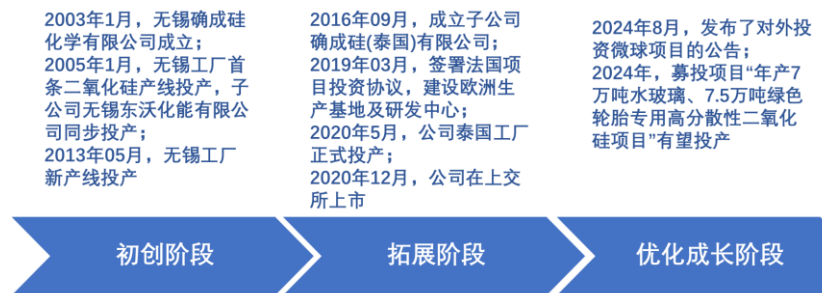 2003年1月，无锡确成硅
化学有限公司成立；
2005年1月，无锡工厂首
条二氧化硅产线投产，子
公司无锡东沃化能有限公
司同步投产；
2013年05月，无锡工厂
新产线投产
2016年09月，成立子公司
确成硅(泰国)有限公司；
2019年03月，签署法国项
目投资协议，建设欧洲生
产基地及研发中心；
2020年5月，公司泰国工厂
正式投产；
2020年12月，公司在上交
所上市
2024年8月，发布了对外投
资微球项目的公告；
2024年，募投项目“年产7
万吨水玻璃、7.5万吨绿色
轮胎专用高分散性二氧化
硅项目”有望投产
初创阶段
拓展阶段
优化成长阶段